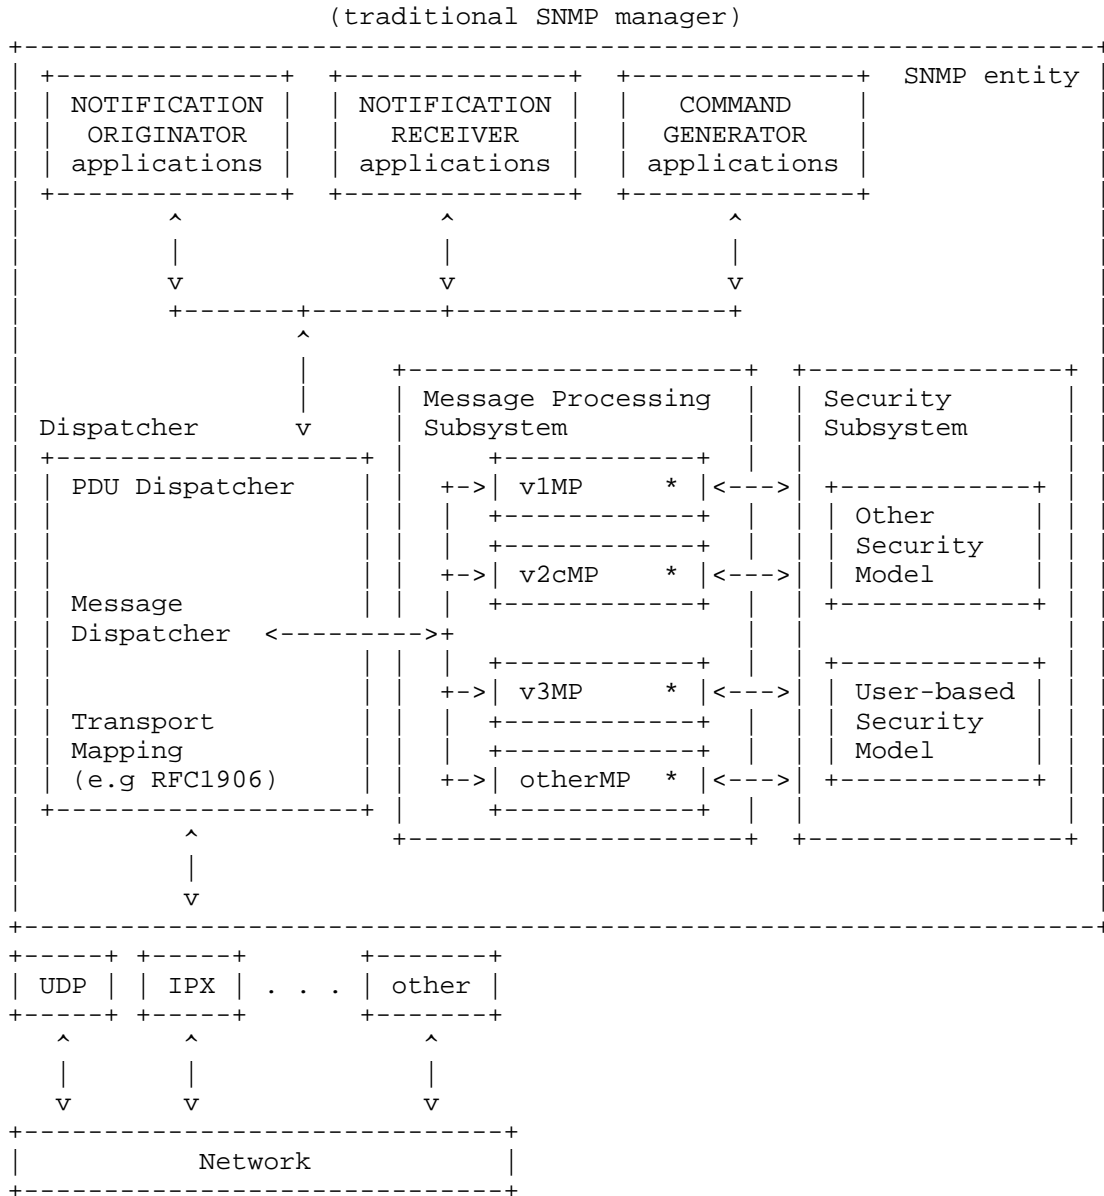 (traditional SNMP manager)
SNMP entity
NOTIFICATION
ORIGINATOR
applications
NOTIFICATION
RECEIVER
applications
COMMAND
GENERATOR
applications
Dispatcher
PDU Dispatcher
Message
Dispatcher
Transport
Mapping
(e.g RFC1906)
Message Processing
Subsystem
v1MP *
v2cMP *
v3MP *
otherMP *
Security
Subsystem
Other
Security
Model
User-based
Security
Model
UDP
IPX
. . .
other
Network